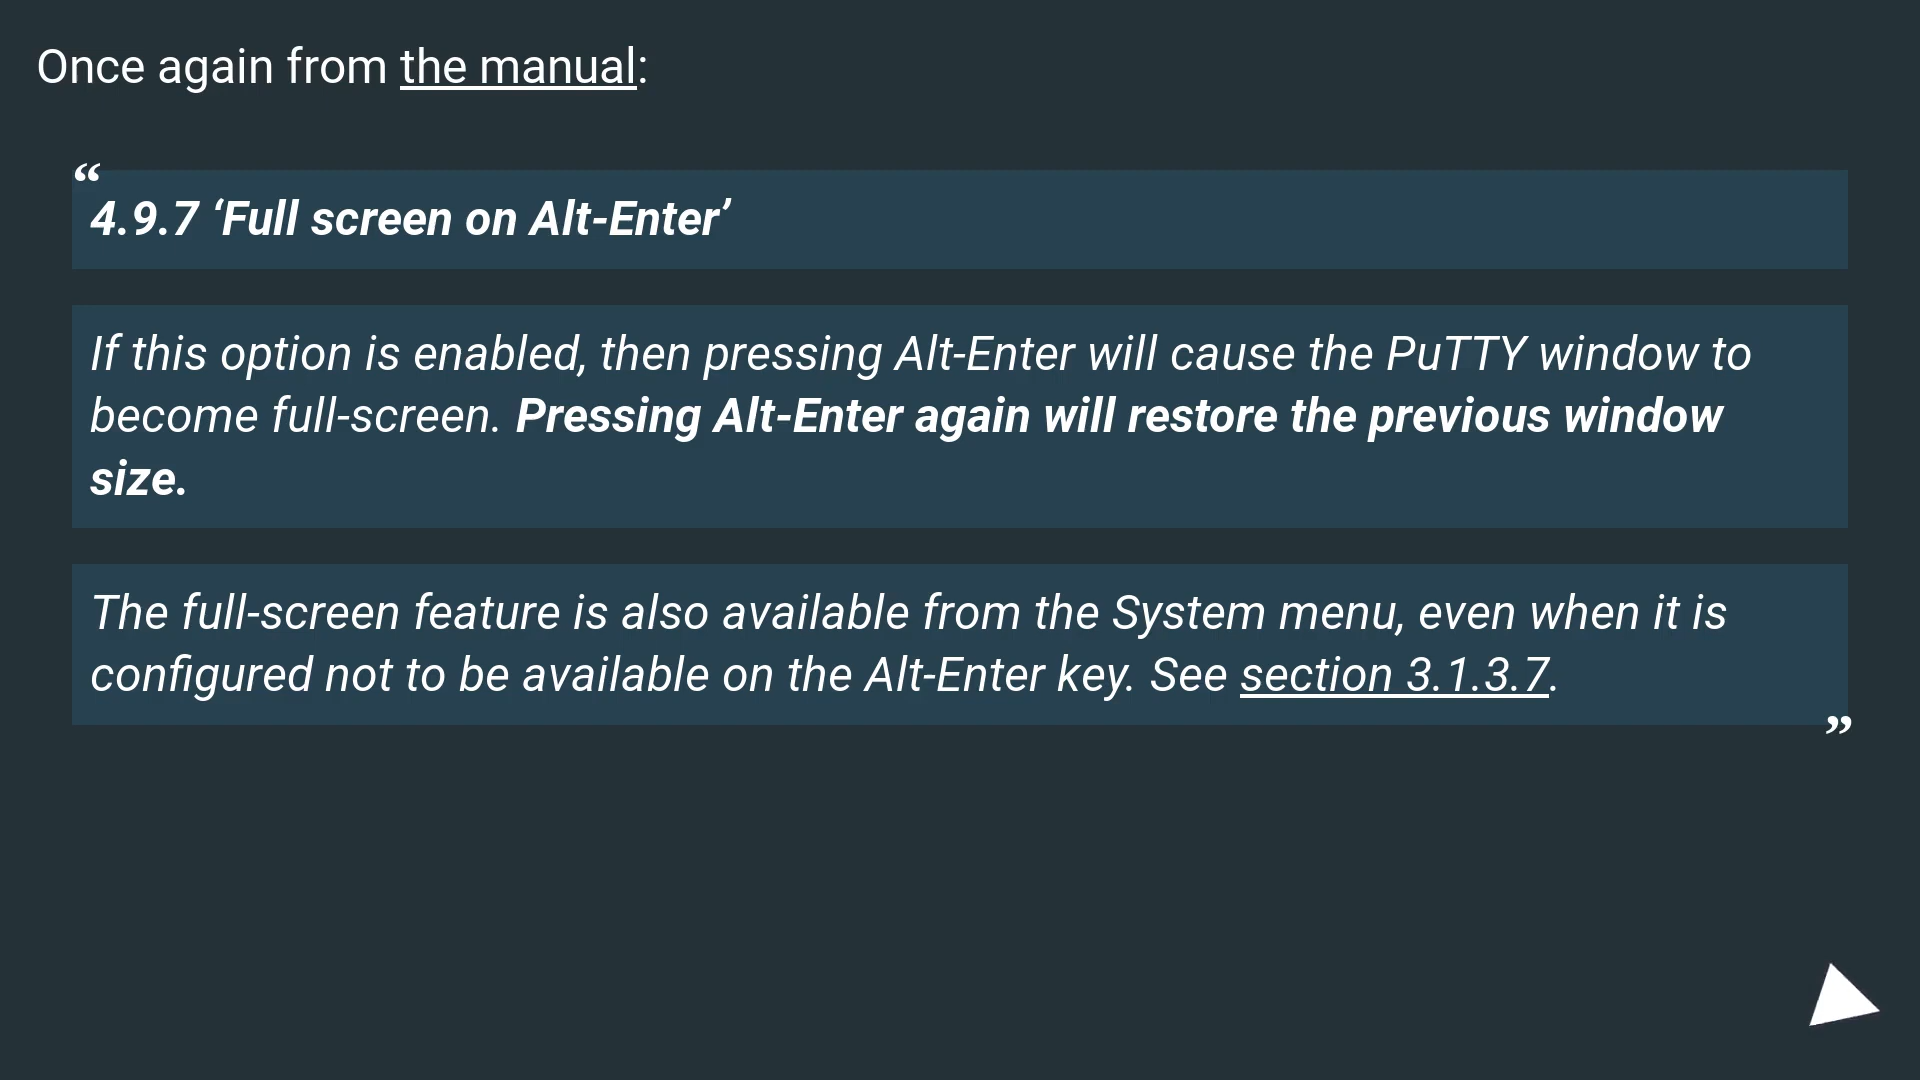 Once again from the manual:
“
4.9.7 ‘Full screen on Alt-Enter’
If this option is enabled, then pressing Alt-Enter will cause the PuTTY window to
become full-screen. Pressing Alt-Enter again will restore the previous window
size.
The full-screen feature is also available from the System menu, even when it is
configured not to be available on the Alt-Enter key. See section 3.1.3.7.
”